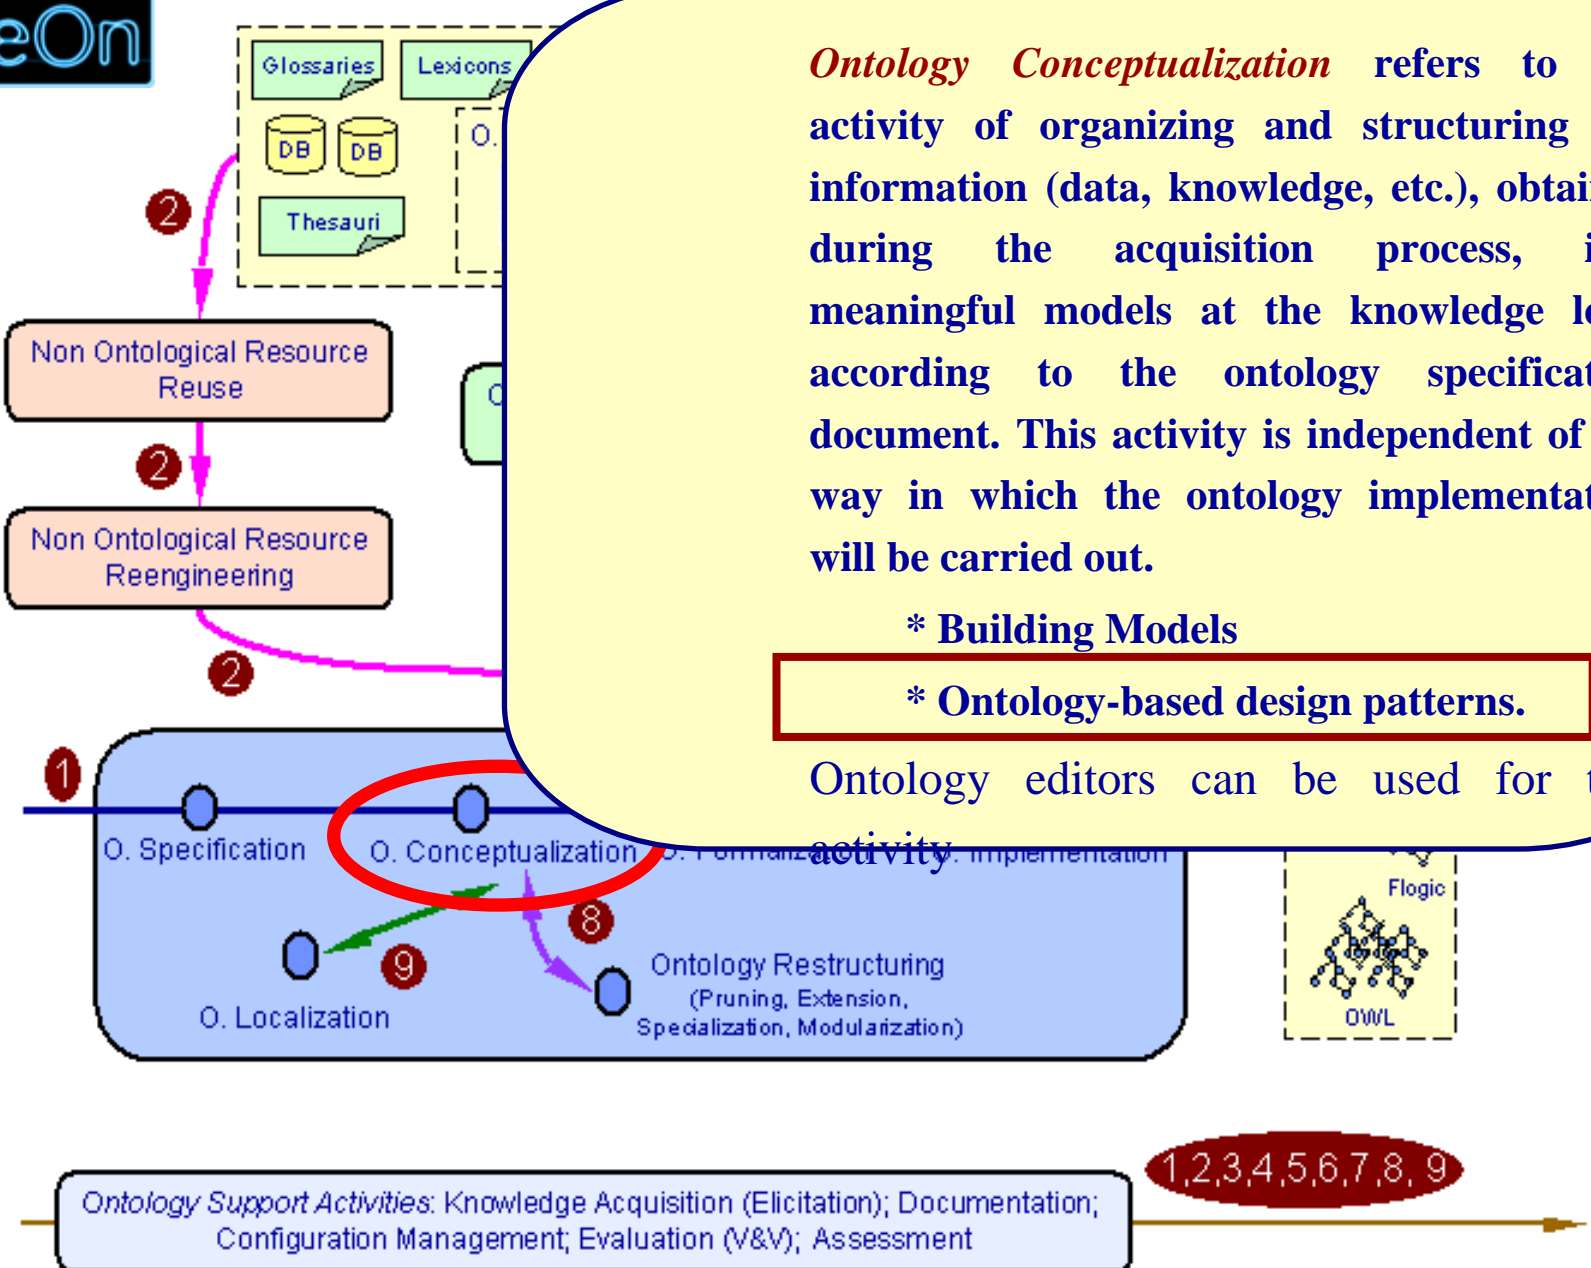 eOn
Glossaries
Lexicons
DB
DB
O.
Thesauri
2
Non Ontological Resource
Reuse
2
Non Ontological Resource
Reengineering
2
Ontology Conceptualization refers to
activity of organizing and structuring
information (data, knowledge, etc.),
during the acquisition process,
meaningful models at the knowledge
according to the ontology
document. This activity is independent of
way in which the ontology
will be carried out.
* Building Models
* Ontology-based design patterns.
Ontology editors can be used for
activity
1
O. Specification
O. Conceptualization
O. Implementation
8
9
O. Localization
Ontology Restructuring
(Pruning, Extension,
Specialization, Modularization)
Flogic
OWL
1,2,3,4,5,6,7,8, 9
Ontology Support Activities: Knowledge Acquisition (Elicitation); Documentation;
Configuration Management; Evaluation (V&V); Assessment